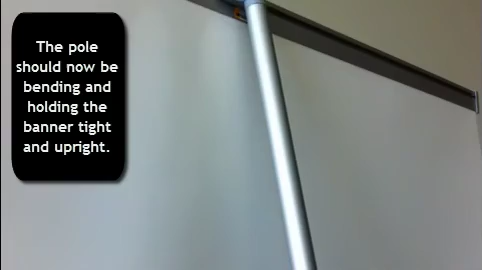 The pole
should now be
bending and
holding the
banner tight
and upright.